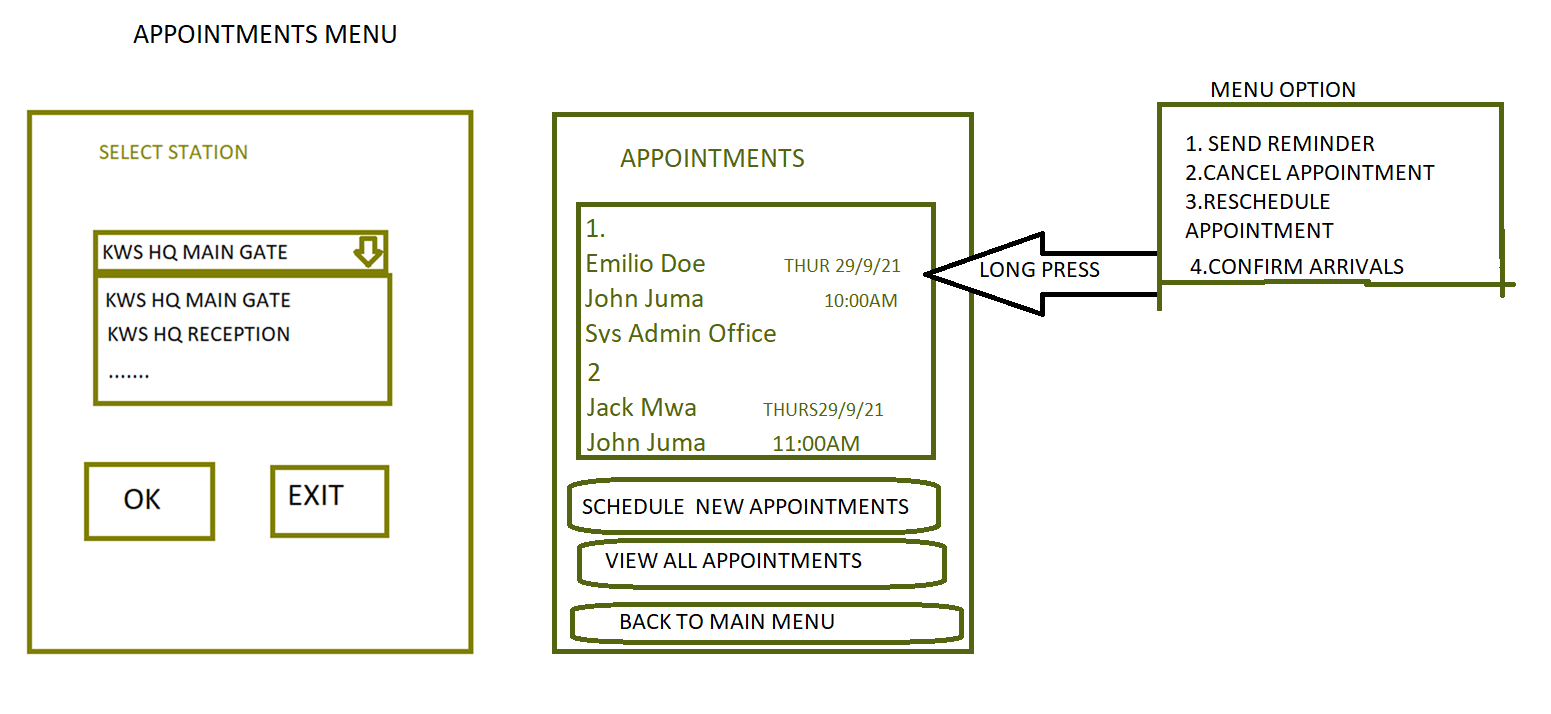 APPOINTMENTS MENU
SELECT STATION
KWS HQ MAIN GATE
KWS HQ MAIN GATE
KWS HQ RECEPTION
.......
OK
EXIT
APPOINTMENTS
1.
Emilio Doe THUR 29/9/21
John Juma 10:00AM
Svs Admin Office
2
Jack Mwa THURS29/9/21
John Juma 11:00AM
SCHEDULE  NEW APPOINTMENTS
VIEW ALL APPOINTMENTS
BACK TO MAIN MENU
LONG PRESS
MENU OPTION
1. SEND REMINDER
2.CANCEL APPOINTMENT
3.RESCHEDULE
APPOINTMENT
4.CONFIRM ARRIVALS